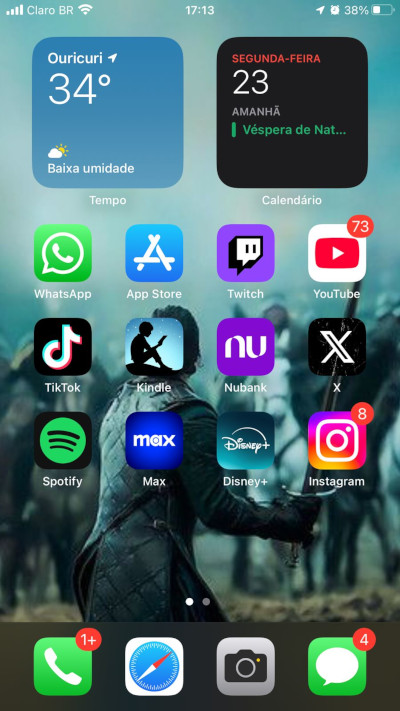 Claro BR
17:13
38%
Ouricuri
34°
Baixa umidade
Tempo
SEGUNDA-FEIRA
23
AMANHÃ
Véspera de Nat...
Calendário
73
WhatsApp
App Store
Twitch
YouTube
nu
X
TikTok
Kindle
Nubank
X
8
max
Disney+
Spotify
Max
Disney+
Instagram
1+
4